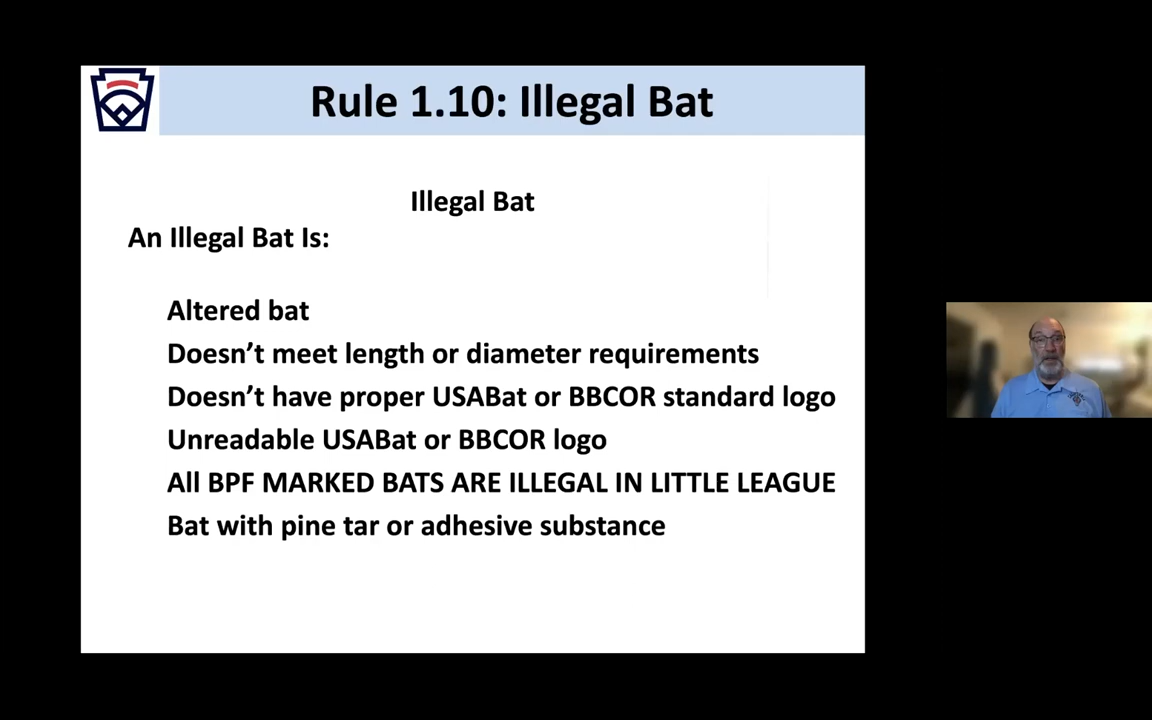 Rule 1.10: Illegal Bat
Illegal Bat
An Illegal Bat Is:
Altered bat
Doesn’t meet length or diameter requirements
Doesn’t have proper USABat or BBCOR standard logo
Unreadable USABat or BBCOR logo
All BPF MARKED BATS ARE ILLEGAL IN LITTLE LEAGUE
Bat with pine tar or adhesive substance